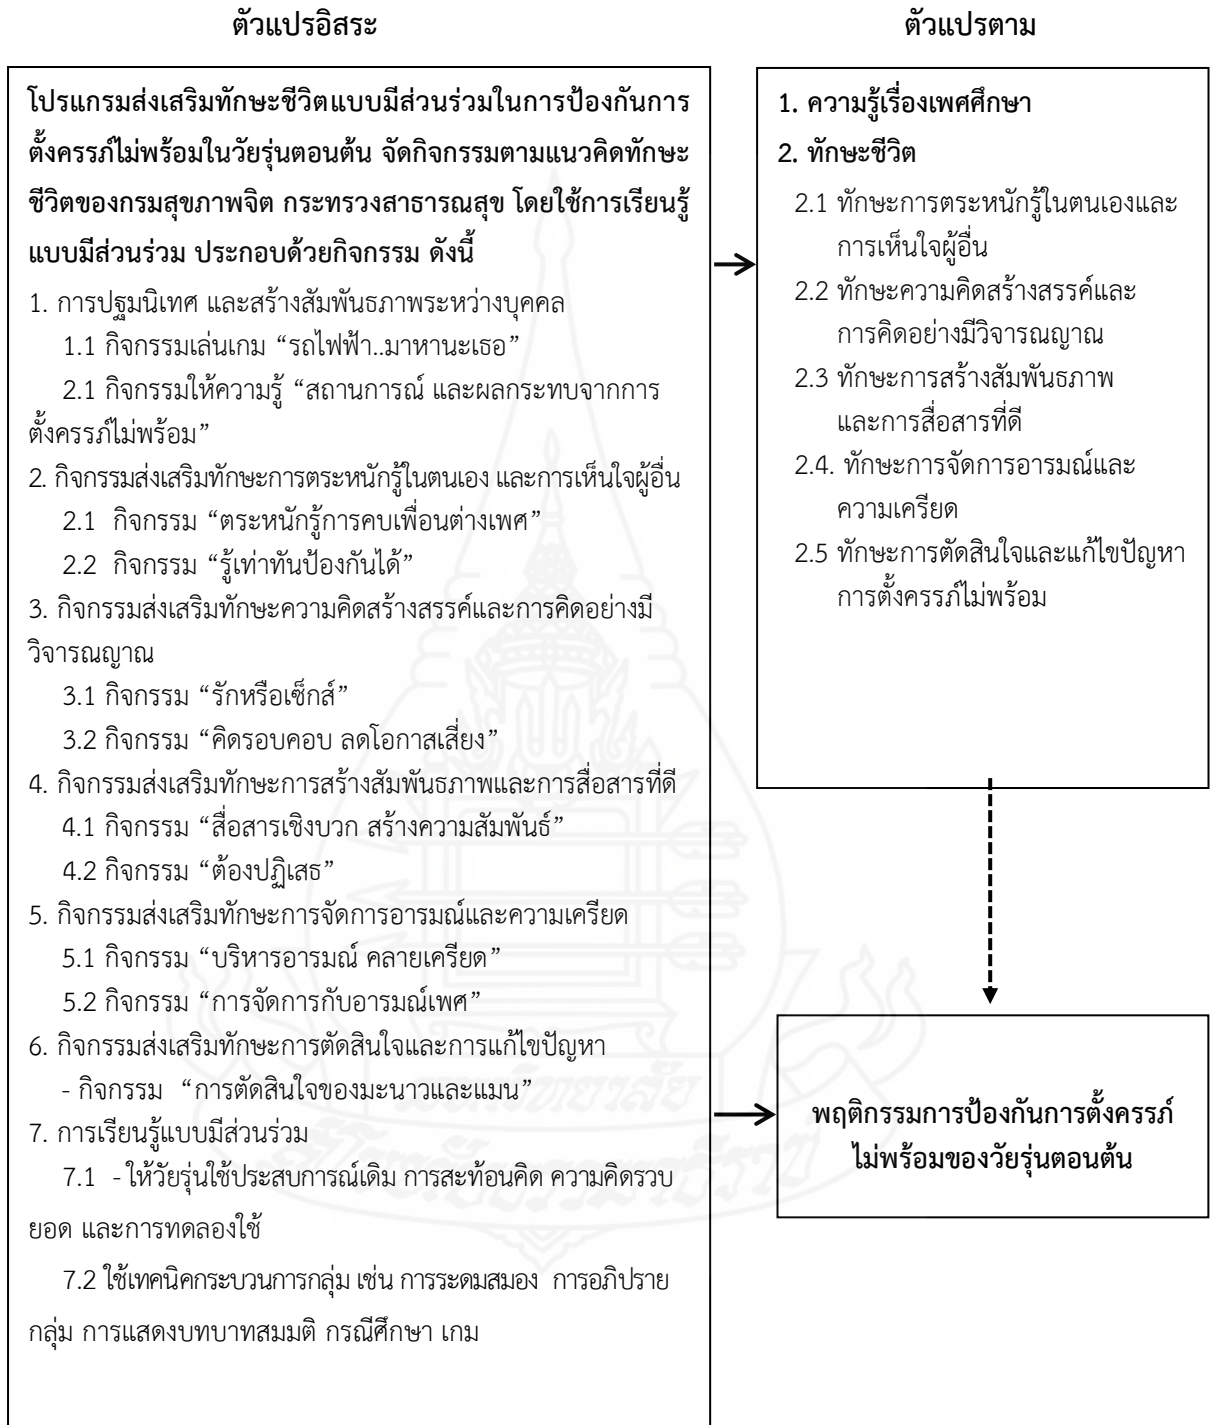 ตัวแปรอิสระ
ตัวแปรตาม
โปรแกรมส่งเสริมทักษะชีวิตแบบมีส่วนร่วมในการป้องกันการ
ตั้งครรภ์ไม่พร้อมในวัยรุ่นตอนต้น จัดกิจกรรมตามแนวคิดทักษะ
ชีวิตของกรมสุขภาพจิต กระทรวงสาธารณสุข โดยใช้การเรียนรู้
แบบมีส่วนร่วม ประกอบด้วยกิจกรรม ดังนี้
1. การปฐมนิเทศ และสร้างสัมพันธภาพระหว่างบุคคล
1.1 กิจกรรมเล่นเกม “รถไฟฟ้า..มาหานะเธอ”
2.1 กิจกรรมให้ความรู้ “สถานการณ์ และผลกระทบจากการ
ตั้งครรภ์ไม่พร้อม”
2. กิจกรรมส่งเสริมทักษะการตระหนักรู้ในตนเอง และการเห็นใจผู้อื่น
2.1 กิจกรรม “ตระหนักรู้การคบเพื่อนต่างเพศ”
2.2 กิจกรรม “รู้เท่าทันป้องกันได้”
3. กิจกรรมส่งเสริมทักษะความคิดสร้างสรรค์และการคิดอย่างมี
วิจารณญาณ
3.1 กิจกรรม “รักหรือเซ็กส์”
3.2 กิจกรรม “คิดรอบคอบ ลดโอกาสเสี่ยง”
4. กิจกรรมส่งเสริมทักษะการสร้างสัมพันธภาพและการสื่อสารที่ดี
4.1 กิจกรรม “สื่อสารเชิงบวก สร้างความสัมพันธ์”
4.2 กิจกรรม “ต้องปฏิเสธ”
5. กิจกรรมส่งเสริมทักษะการจัดการอารมณ์และความเครียด
5.1 กิจกรรม “บริหารอารมณ์ คลายเครียด”
5.2 กิจกรรม “การจัดการกับอารมณ์เพศ”
6. กิจกรรมส่งเสริมทักษะการตัดสินใจและการแก้ไขปัญหา
- กิจกรรม “การตัดสินใจของมะนาวและแมน”
7. การเรียนรู้แบบมีส่วนร่วม
7.1 - ให้วัยรุ่นใช้ประสบการณ์เดิม การสะท้อนคิด ความคิดรวบ
ยอด และการทดลองใช้
7.2 ใช้เทคนิคกระบวนการกลุ่ม เช่น การระดมสมอง การอภิปราย
กลุ่ม การแสดงบทบาทสมมติ กรณีศึกษา เกม
1. ความรู้เรื่องเพศศึกษา
2. ทักษะชีวิต
2.1 ทักษะการตระหนักรู้ในตนเองและ
การเห็นใจผู้อื่น
2.2 ทักษะความคิดสร้างสรรค์และ
การคิดอย่างมีวิจารณญาณ
2.3 ทักษะการสร้างสัมพันธภาพ
และการสื่อสารที่ดี
2.4. ทักษะการจัดการอารมณ์และ
ความเครียด
2.5 ทักษะการตัดสินใจและแก้ไขปัญหา
การตั้งครรภ์ไม่พร้อม
พฤติกรรมการป้องกันการตั้งครรภ์
ไม่พร้อมของวัยรุ่นตอนต้น